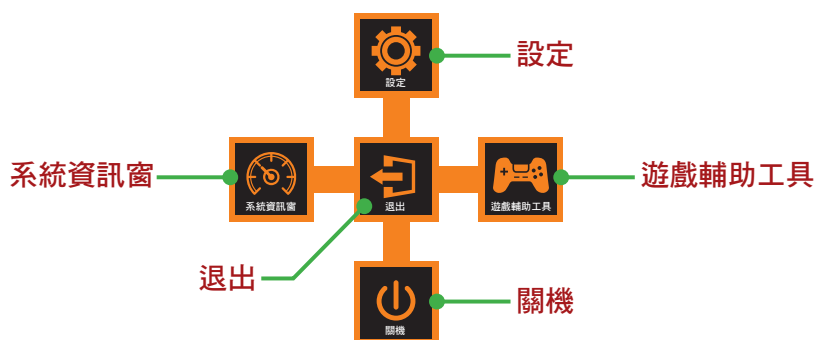 設定
設定
系統資訊窗
系統資訊窗
退出
遊戲輔助工具
遊戲輔助工具
退出
關機
關機